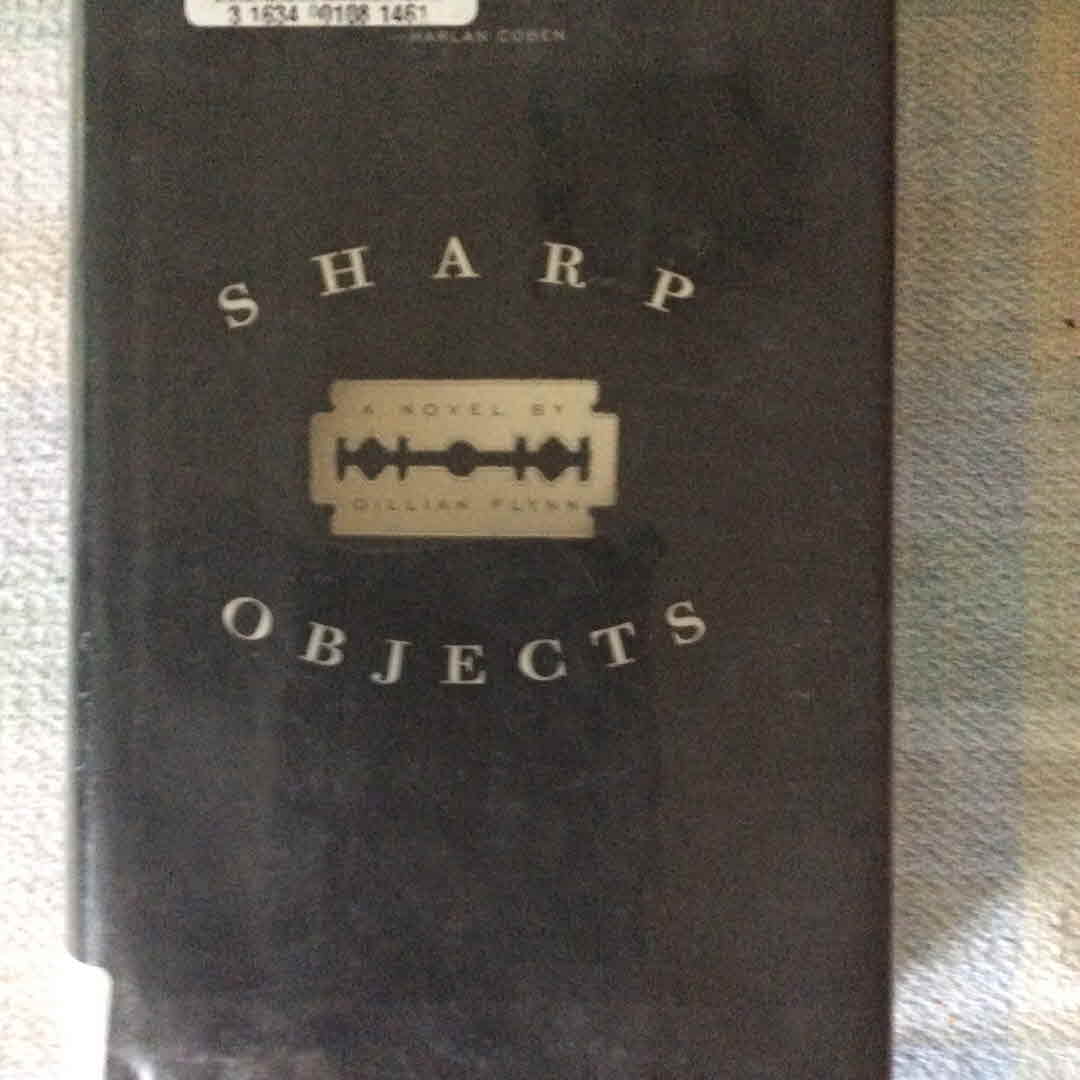 3 1634 00108 1461
—HARLAN COBEN
SHARP
A NOVEL BY
GILLIAN FLYNN
OBJECTS